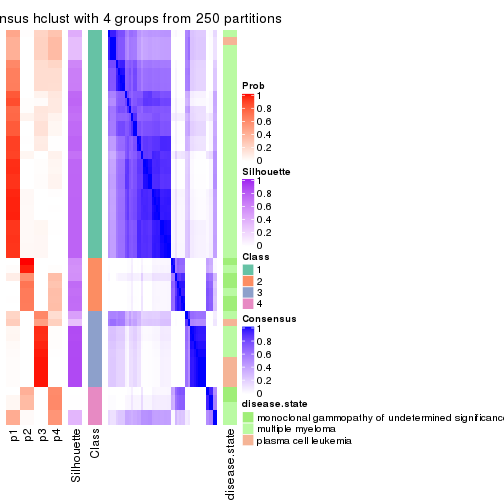 nsus hclust with 4 groups from 250 partitions
Prob
1
0.8
0.6
0.4
0.2
0
Silhouette
1
0.8
0.6
0.4
0.2
0
Class
1
2
3
4
Consensus
1
0.8
0.6
0.4
0.2
0
disease.state
monoclonal gammopathy of undetermined significance
multiple myeloma
plasma cell leukemia
p1
p2
p3
p4
Silhouette
Class
disease.state